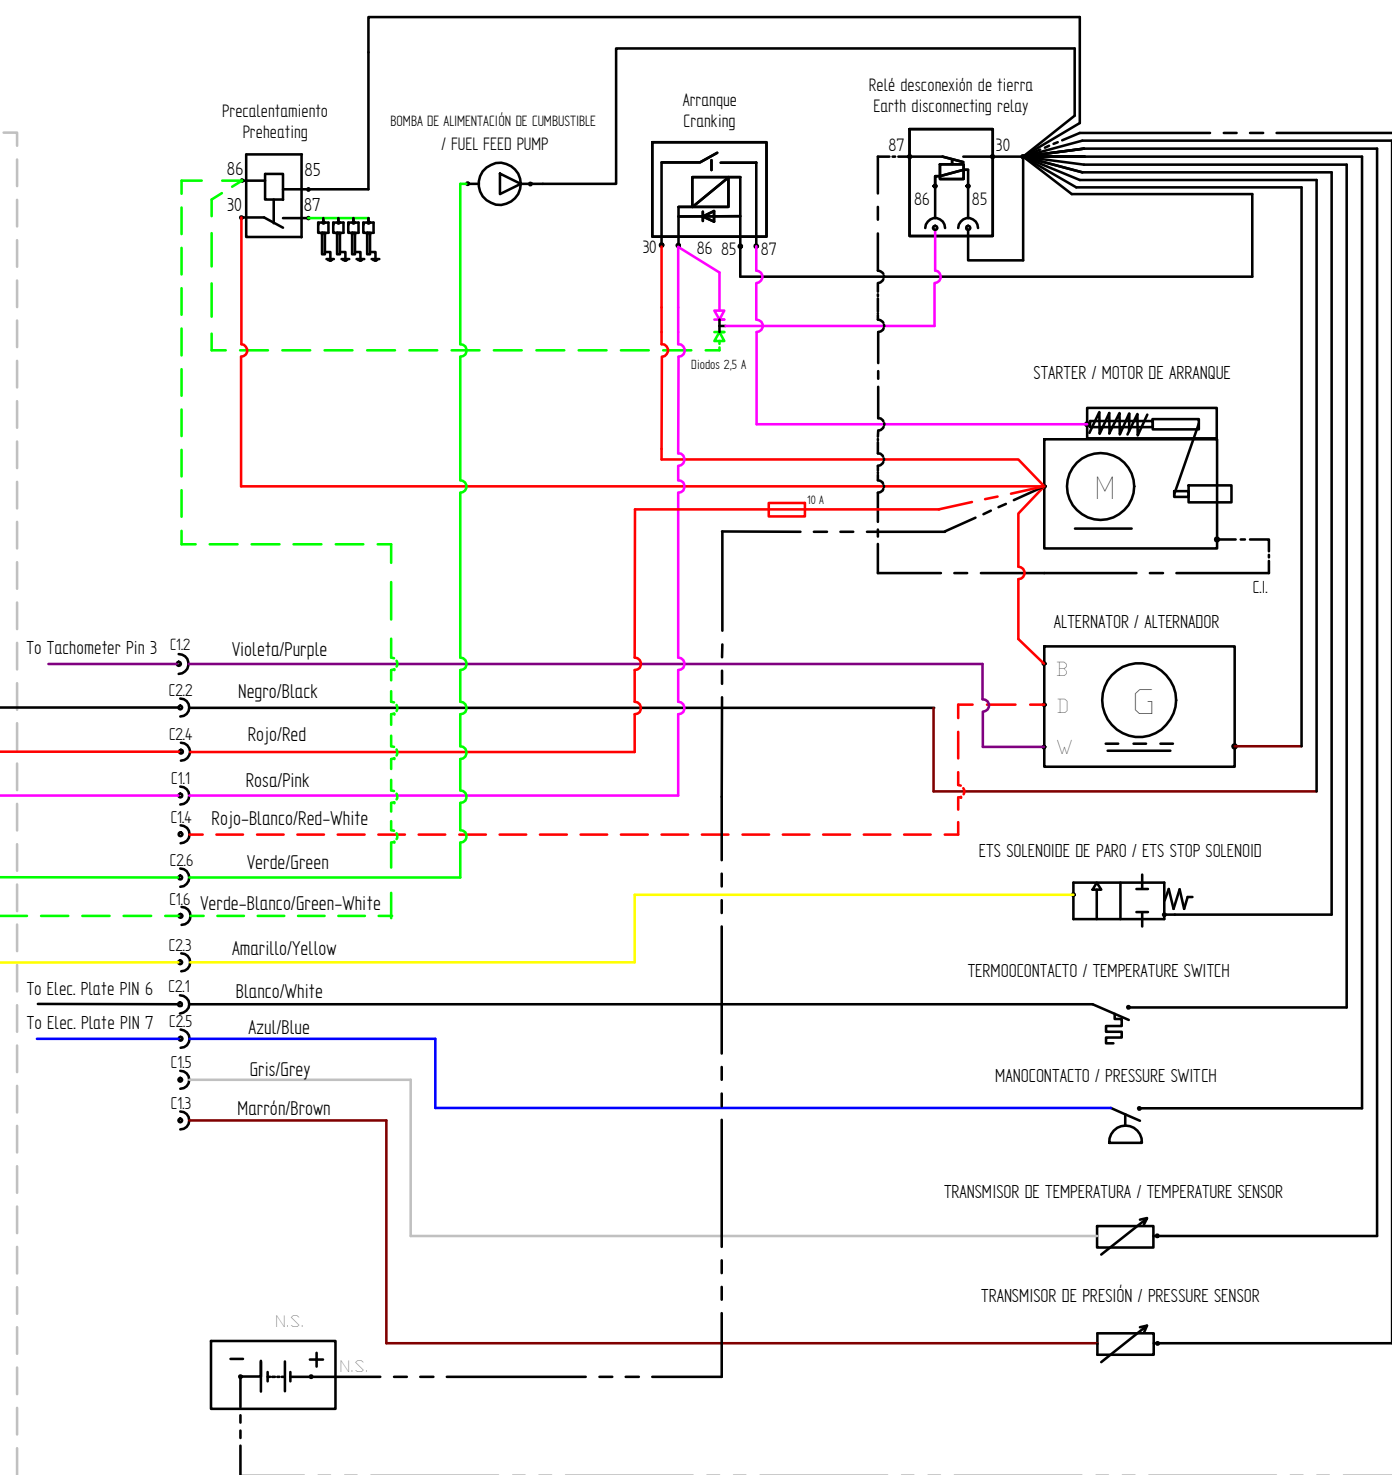 Precalentamiento
Preheating
86
85
30
87
BOMBA DE ALIMENTACIÓN DE CUMBUSTIBLE
/ FUEL FEED PUMP
Arranque
Cranking
30
86
85
87
Diodos 2,5 A
Relé desconexión de tierra
Earth disconnecting relay
87
30
86
85
STARTER / MOTOR DE ARRANQUE
M
10 A
C.I.
ALTERNATOR / ALTERNADOR
B
D
W
G
To Tachometer Pin 3
C1.2
Violeta/Purple
C2.2
Negro/Black
C2.4
Rojo/Red
C1.1
Rosa/Pink
C1.4
Rojo-Blanco/Red-White
C2.6
Verde/Green
C1.6
Verde-Blanco/Green-White
C2.3
Amarillo/Yellow
To Elec. Plate PIN 6
C2.1
Blanco/White
To Elec. Plate PIN 7
C2.5
Azul/Blue
C1.5
Gris/Grey
C1.3
Marrón/Brown
ETS SOLENOIDE DE PARO / ETS STOP SOLENOID
TERMOOCONTACTO / TEMPERATURE SWITCH
MANOCONTACTO / PRESSURE SWITCH
TRANSMISOR DE TEMPERATURA / TEMPERATURE SENSOR
TRANSMISOR DE PRESIÓN / PRESSURE SENSOR
N.S.
N.S.
- +